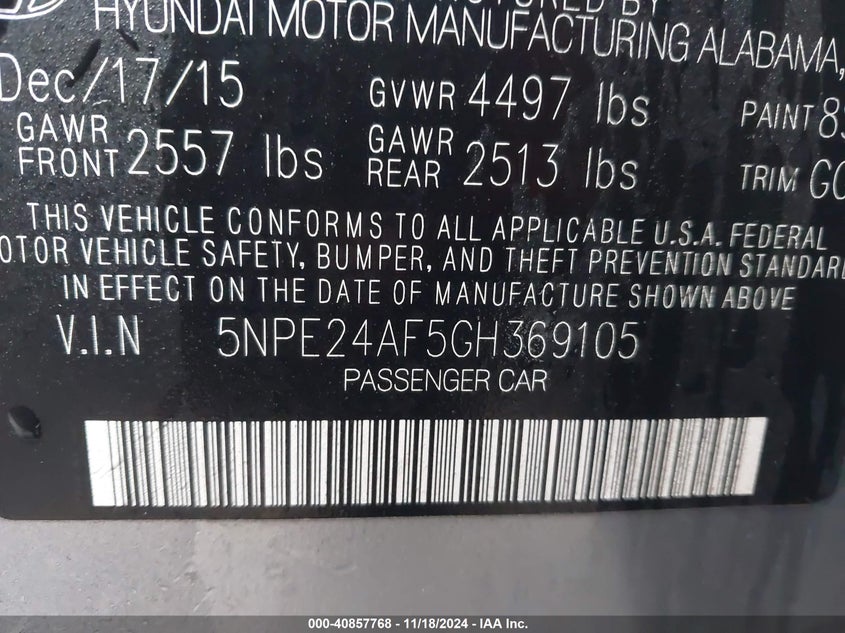 BY
HYUNDAI MOTOR MANUFACTURING ALABAMA,
Dec/17/15 GVWR 4497 lbs PAINT
GAWR FRONT 2557 lbs GAWR REAR 2513 lbs TRIM
THIS VEHICLE CONFORMS TO ALL APPLICABLE U.S.A. FEDERAL
OTOR VEHICLE SAFETY, BUMPER, AND THEFT PREVENTION STANDARD
IN EFFECT ON THE DATE OF MANUFACTURE SHOWN ABOVE
V.I.N 5NPE24AF5GH369105
PASSENGER CAR
000-40857768 - 11/18/2024 - IAA Inc.